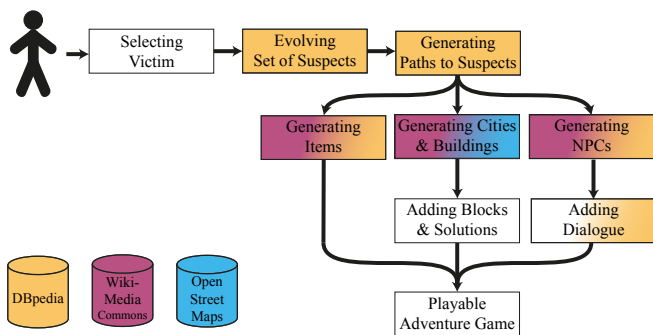 Selecting
Victim
Evolving
Set of Suspects
Generating
Paths to Suspects
Generating
Items
Generating Cities
& Buildings
Generating
NPCs
Adding Blocks
& Solutions
Adding
Dialogue
DBpedia
Wiki-
Media
Commons
Open
Street
Maps
Playable
Adventure Game